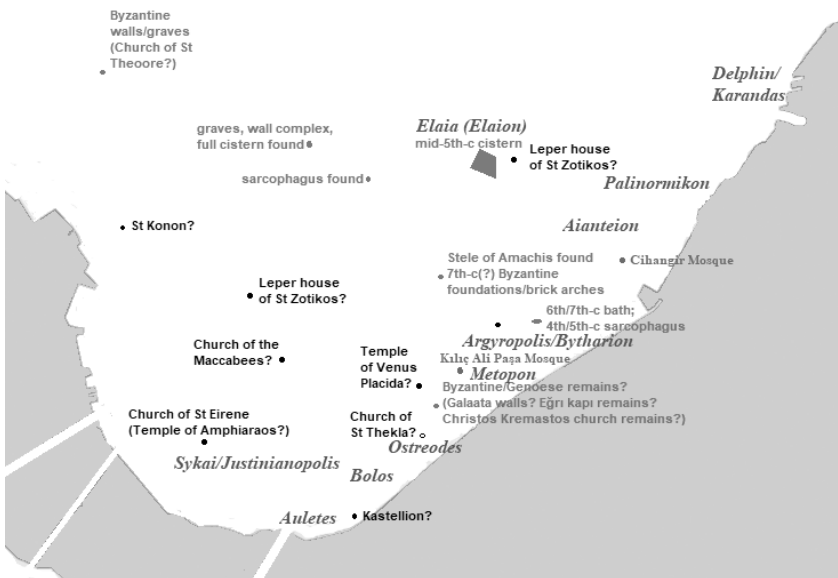 Byzantine
walls/graves
(Church of St
Theoore?)
Delphin/
Karandas
graves, wall complex,
full cistern found
Elaia (Elaion)
mid-5th-c cistern
Leper house
of St Zotikos?
sarcophagus found
Palinormikon
St Konon?
Aianteion
Stele of Amachis found
7th-c(?) Byzantine
foundations/brick arches
Cihangir Mosque
Leper house
of St Zotikos?
6th/7th-c bath;
4th/5th-c sarcophagus
Argyropolis/Bytharion
Church of the
Maccabees?
Temple
of Venus
Placida?
Kılıç Ali Paşa Mosque
Metopon
Byzantine/Genoese remains?
(Galaata walls? Eğrı kapı remains?
Christos Kremastos church remains?)
Church of St Eirene
(Temple of Amphiaraos?)
Church of
St Thekla?
Ostreodes
Sykai/Justinianopolis
Bolos
Auletes
Kastellion?